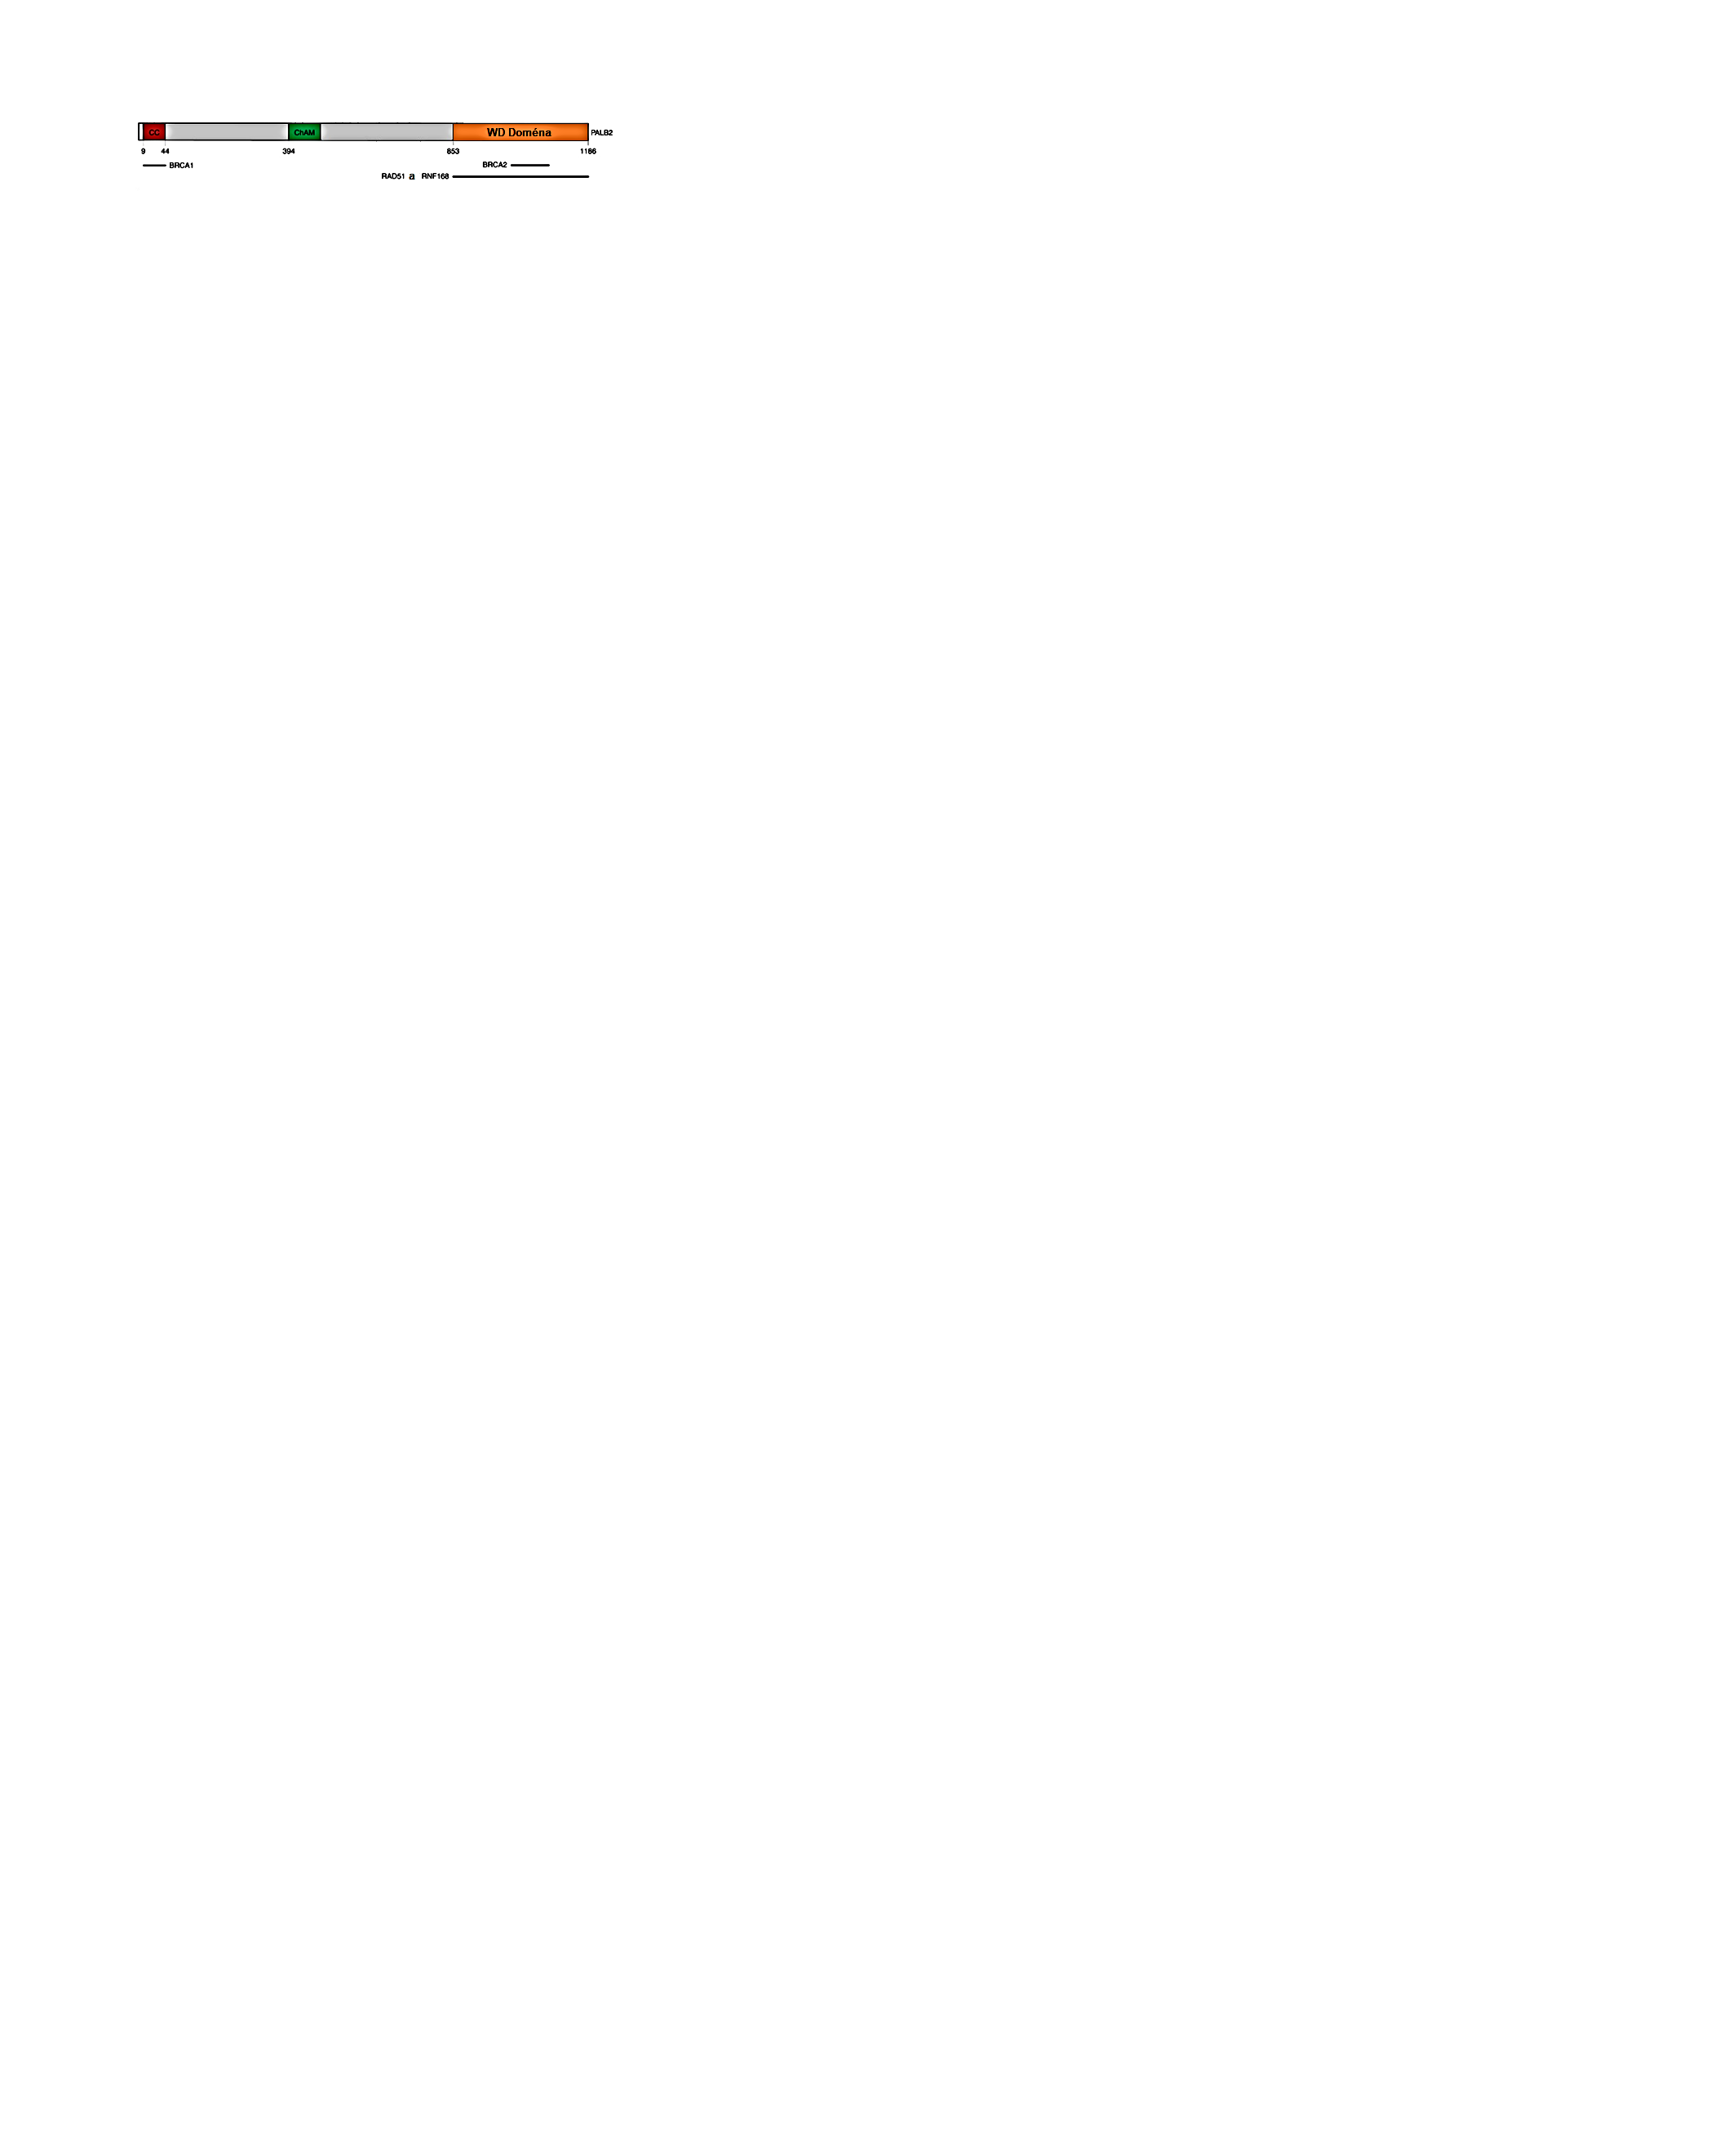 CC ChAM WD Doména PALB2
9 44 394 853 1186
BRCA1 BRCA2
RAD51 a RNF168